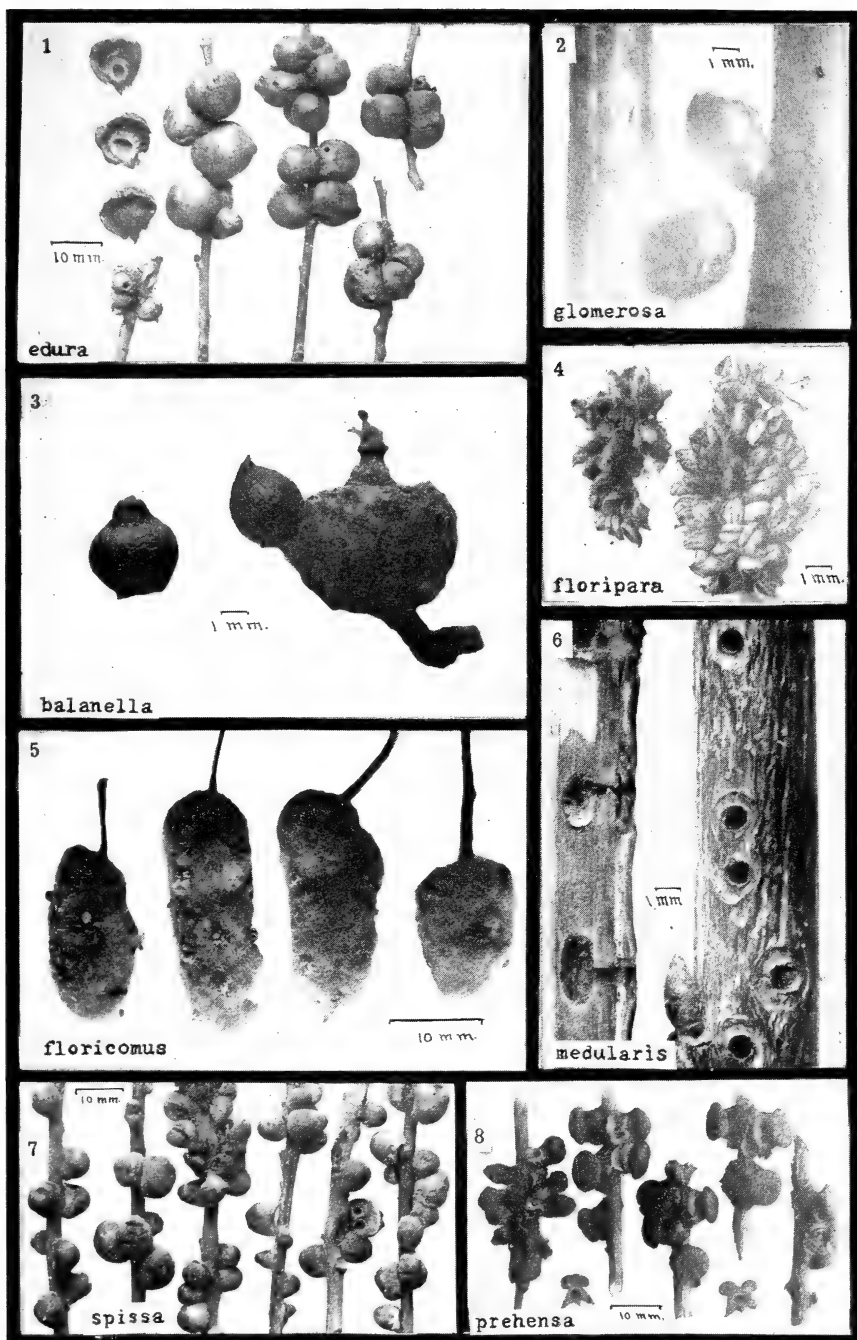 1
10 mm.
edura
2
1 mm.
glomerosa
3
1 mm.
balanella
4
1 mm.
floripara
5
10 mm.
floricomus
6
1 mm
medularis
7
10 mm.
spissa
8
10 mm.
prehensa